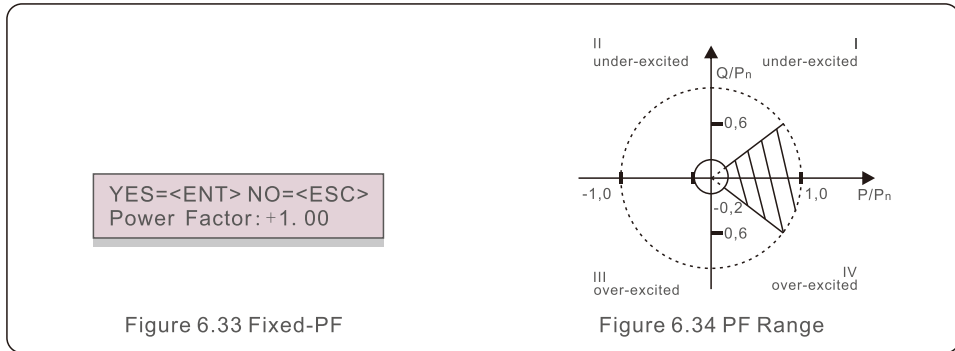 YES=<ENT> NO=<ESC>
Power Factor:+1.00
Figure 6.33 Fixed-PF
II
under-excited
I
under-excited
Q/Pn
0,6
-1,0
-0,2
1,0
P/Pn
0,6
III
over-excited
IV
over-excited
Figure 6.34 PF Range